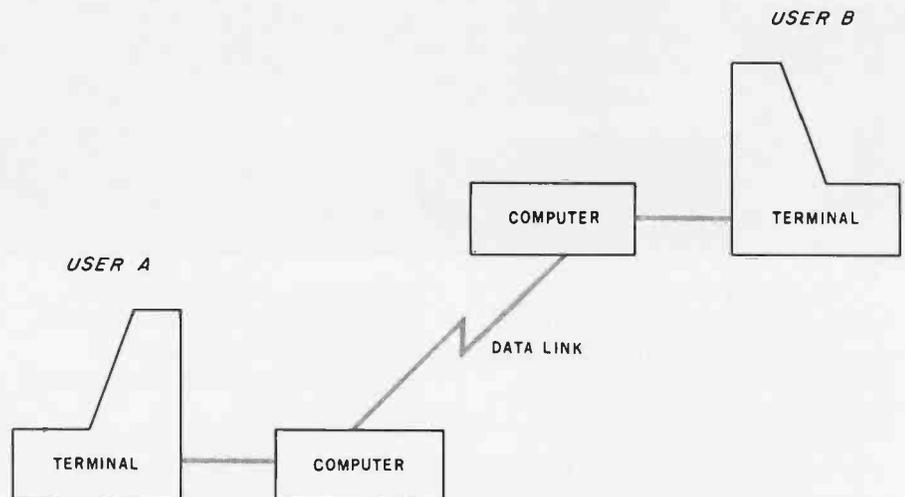 USER B
COMPUTER
TERMINAL
USER A
DATA LINK
TERMINAL
COMPUTER